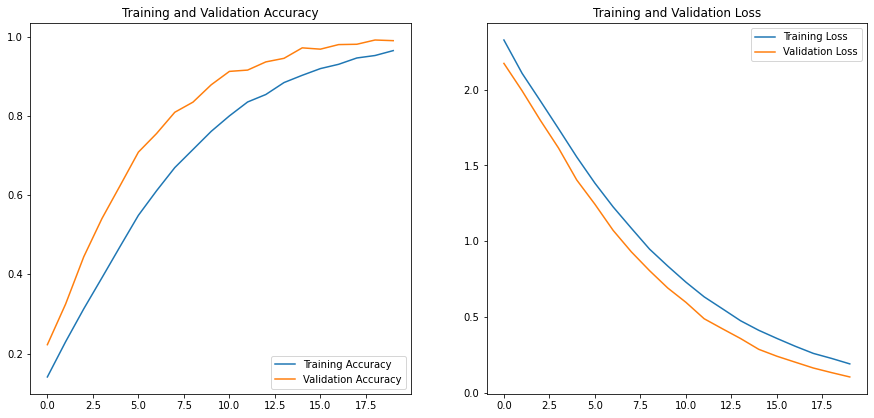 Training and Validation Accuracy
1.0
0.8
0.6
0.4
0.2
Training Accuracy
Validation Accuracy
0.0 2.5 5.0 7.5 10.0 12.5 15.0 17.5
Training and Validation Loss
Training Loss
Validation Loss
2.0
1.5
1.0
0.5
0.0
0.0 2.5 5.0 7.5 10.0 12.5 15.0 17.5